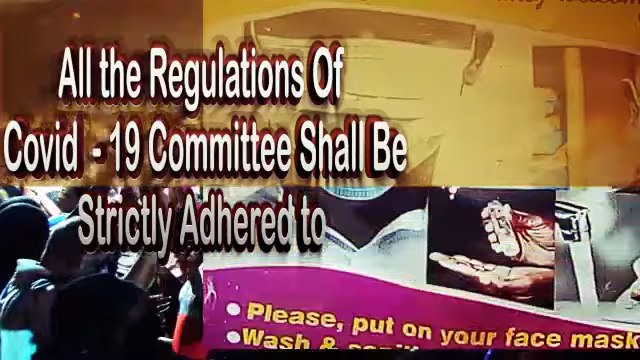 All the Regulations Of
Covid - 19 Committee Shall Be
Strictly Adhered to
• Please, put on your face mask
• Wash &